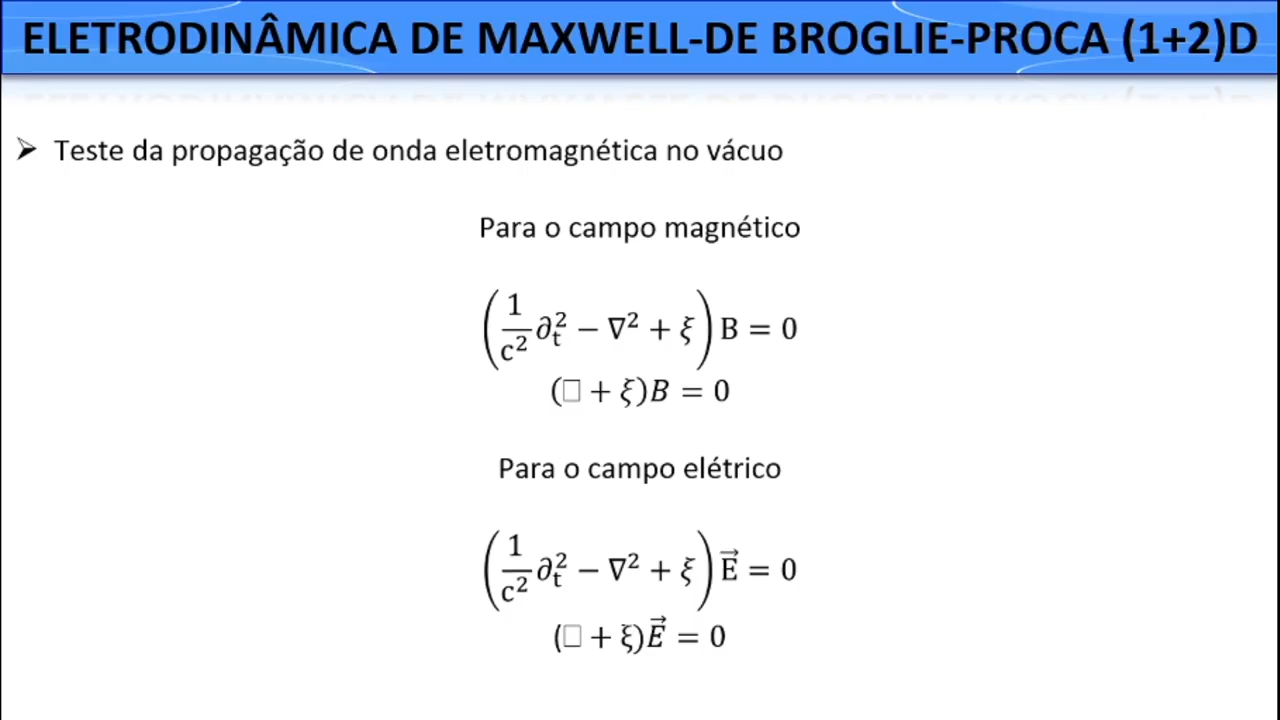 ELETRODINÂMICA DE MAXWELL-DE BROGLIE-PROCA (1+2)D
➢ Teste da propagação de onda eletromagnética no vácuo
Para o campo magnético
(1/c² ∂ₜ² − ∇² + ξ) B = 0
(□ + ξ)B = 0
Para o campo elétrico
(1/c² ∂ₜ² − ∇² + ξ) E⃗ = 0
(□ + ξ)E⃗ = 0